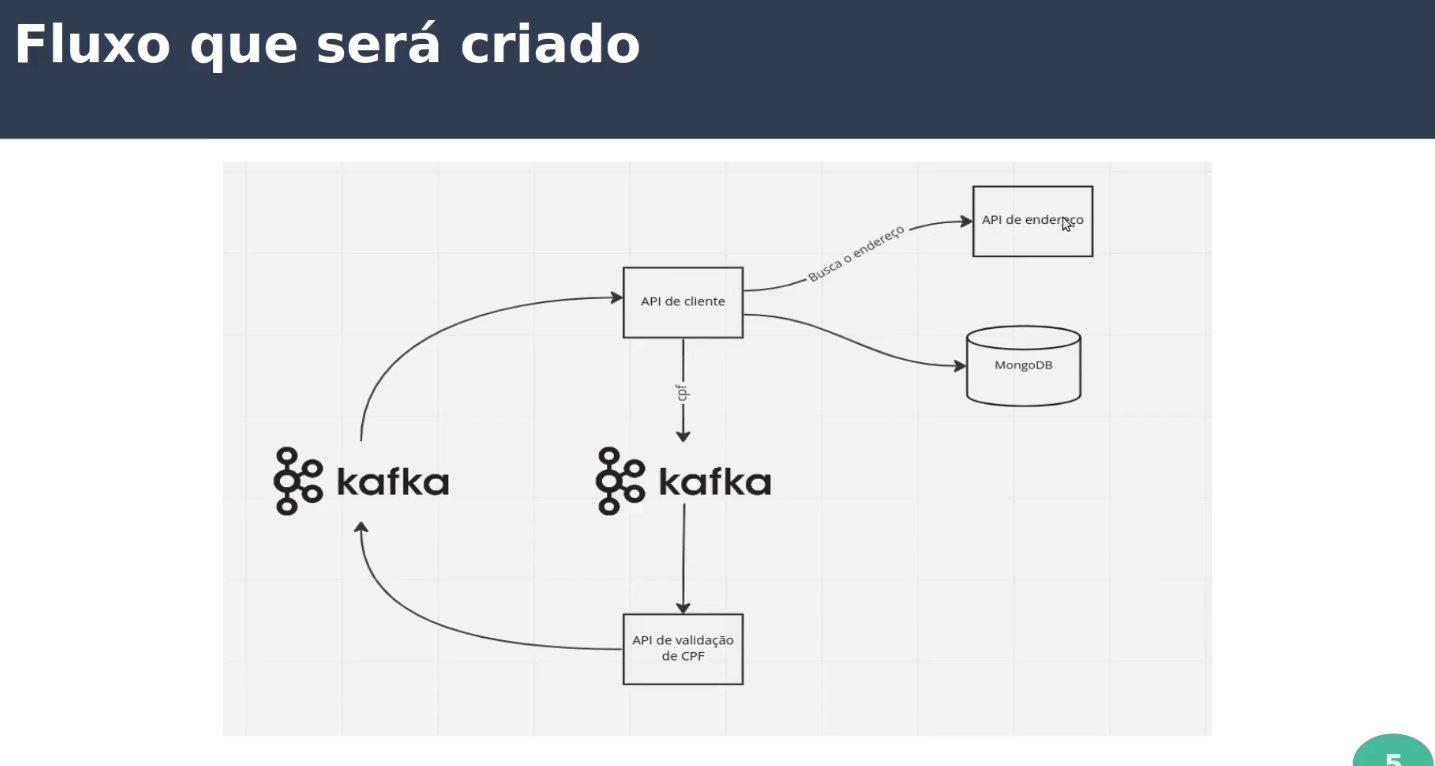 Fluxo que será criado
API de endereço
Busca o endereço
API de cliente
MongoDB
cpf
kafka
kafka
API de validação
de CPF
5